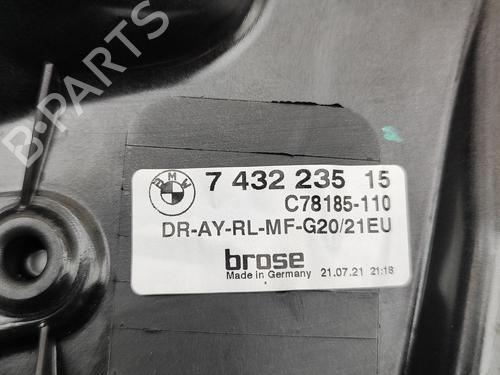 B-PARTS
BMW
7 432 235 15
C78185-110
DR-AY-RL-MF-G20/21EU
brose
Made in Germany 21.07.21 21:18